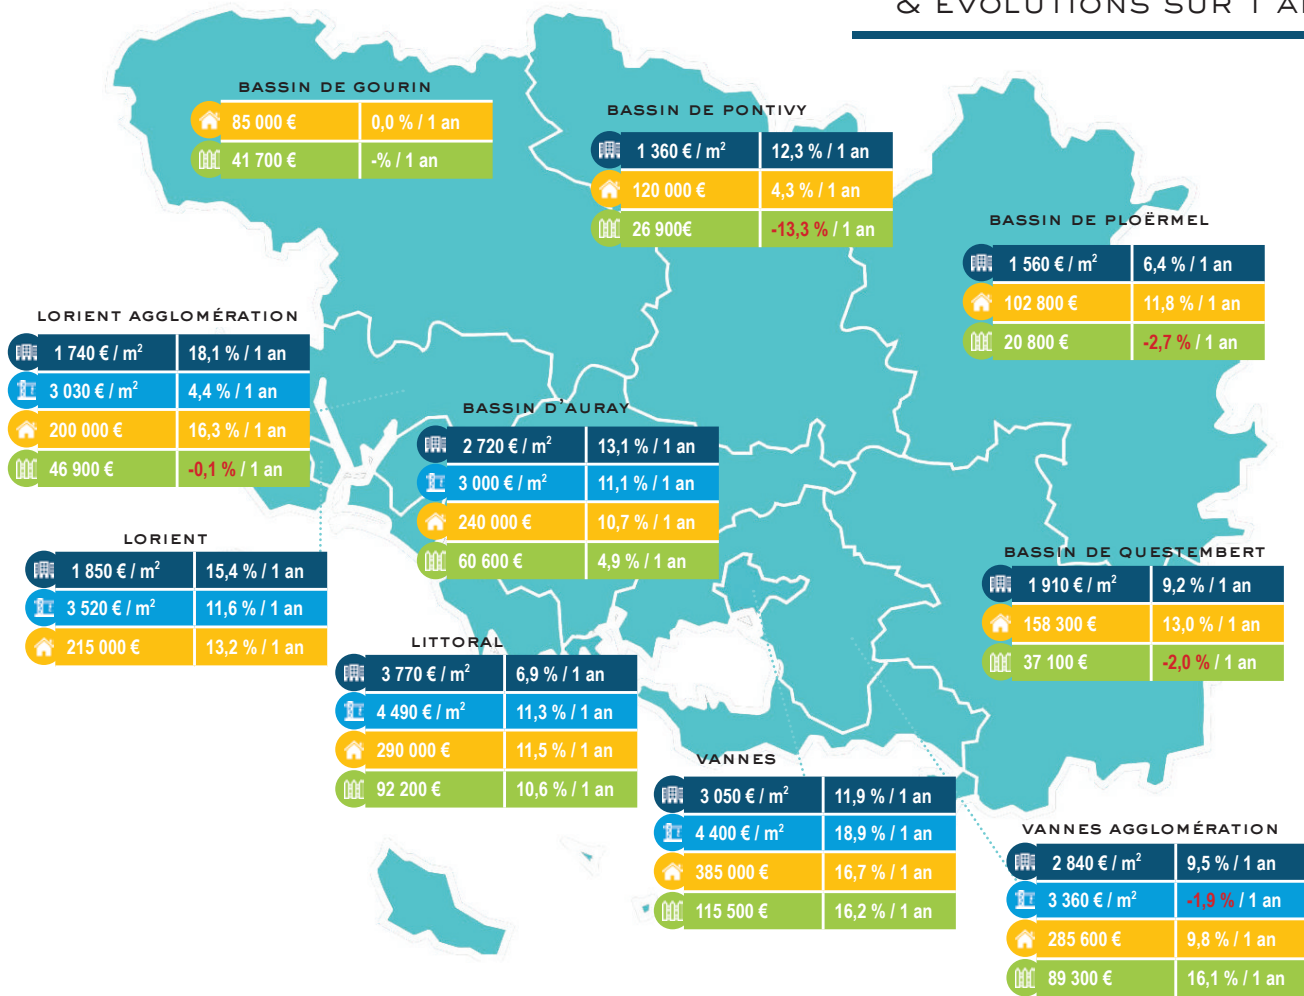 & ÉVOLUTIONS SUR 1 AN
BASSIN DE GOURIN
85 000 € 0,0 % / 1 an
41 700 € -% / 1 an
BASSIN DE PONTIVY
1 360 € / m² 12,3 % / 1 an
120 000 € 4,3 % / 1 an
26 900€ -13,3 % / 1 an
BASSIN DE PLOËRMEL
1 560 € / m² 6,4 % / 1 an
102 800 € 11,8 % / 1 an
20 800 € -2,7 % / 1 an
LORIENT AGGLOMÉRATION
1 740 € / m² 18,1 % / 1 an
3 030 € / m² 4,4 % / 1 an
200 000 € 16,3 % / 1 an
46 900 € -0,1 % / 1 an
BASSIN D'AURAY
2 720 € / m² 13,1 % / 1 an
3 000 € / m² 11,1 % / 1 an
240 000 € 10,7 % / 1 an
60 600 € 4,9 % / 1 an
LORIENT
1 850 € / m² 15,4 % / 1 an
3 520 € / m² 11,6 % / 1 an
215 000 € 13,2 % / 1 an
BASSIN DE QUESTEMBERT
1 910 € / m² 9,2 % / 1 an
158 300 € 13,0 % / 1 an
37 100 € -2,0 % / 1 an
LITTORAL
3 770 € / m² 6,9 % / 1 an
4 490 € / m² 11,3 % / 1 an
290 000 € 11,5 % / 1 an
92 200 € 10,6 % / 1 an
VANNES
3 050 € / m² 11,9 % / 1 an
4 400 € / m² 18,9 % / 1 an
385 000 € 16,7 % / 1 an
115 500 € 16,2 % / 1 an
VANNES AGGLOMÉRATION
2 840 € / m² 9,5 % / 1 an
3 360 € / m² -1,9 % / 1 an
285 600 € 9,8 % / 1 an
89 300 € 16,1 % / 1 an